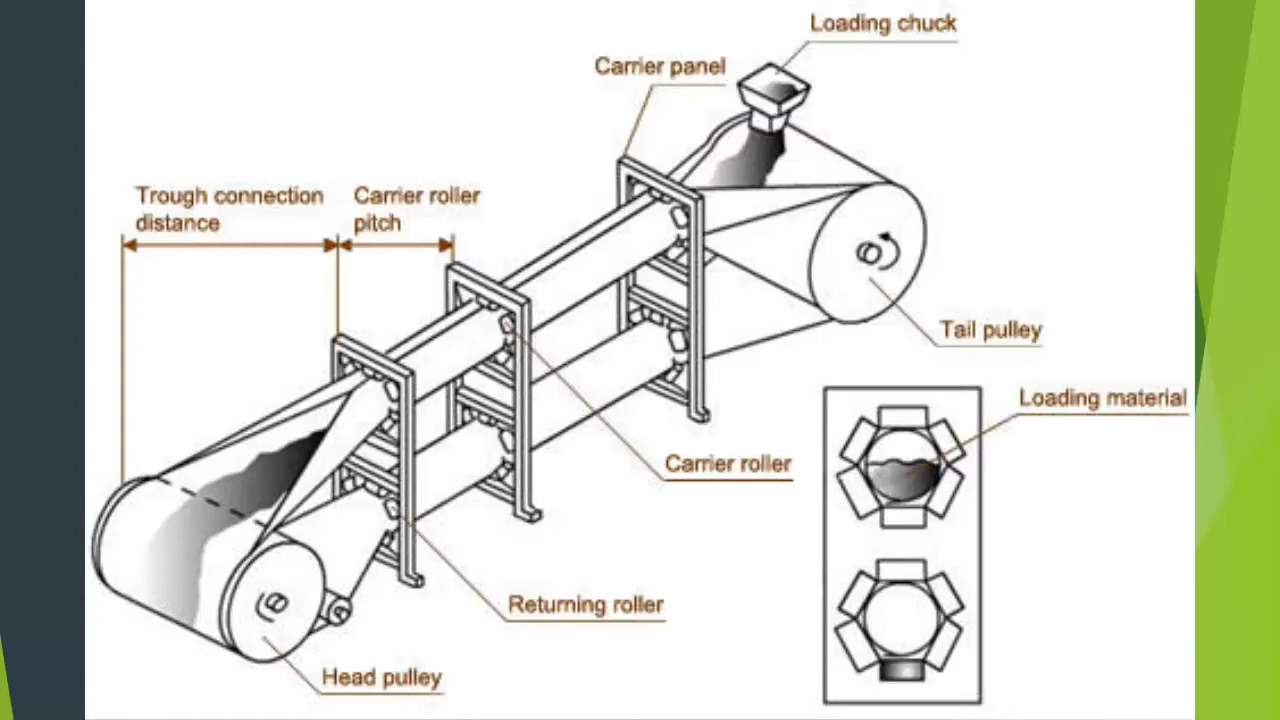 Loading chuck
Carrier panel
Trough connection
distance
Carrier roller
pitch
Tail pulley
Loading material
Carrier roller
Returning roller
Head pulley